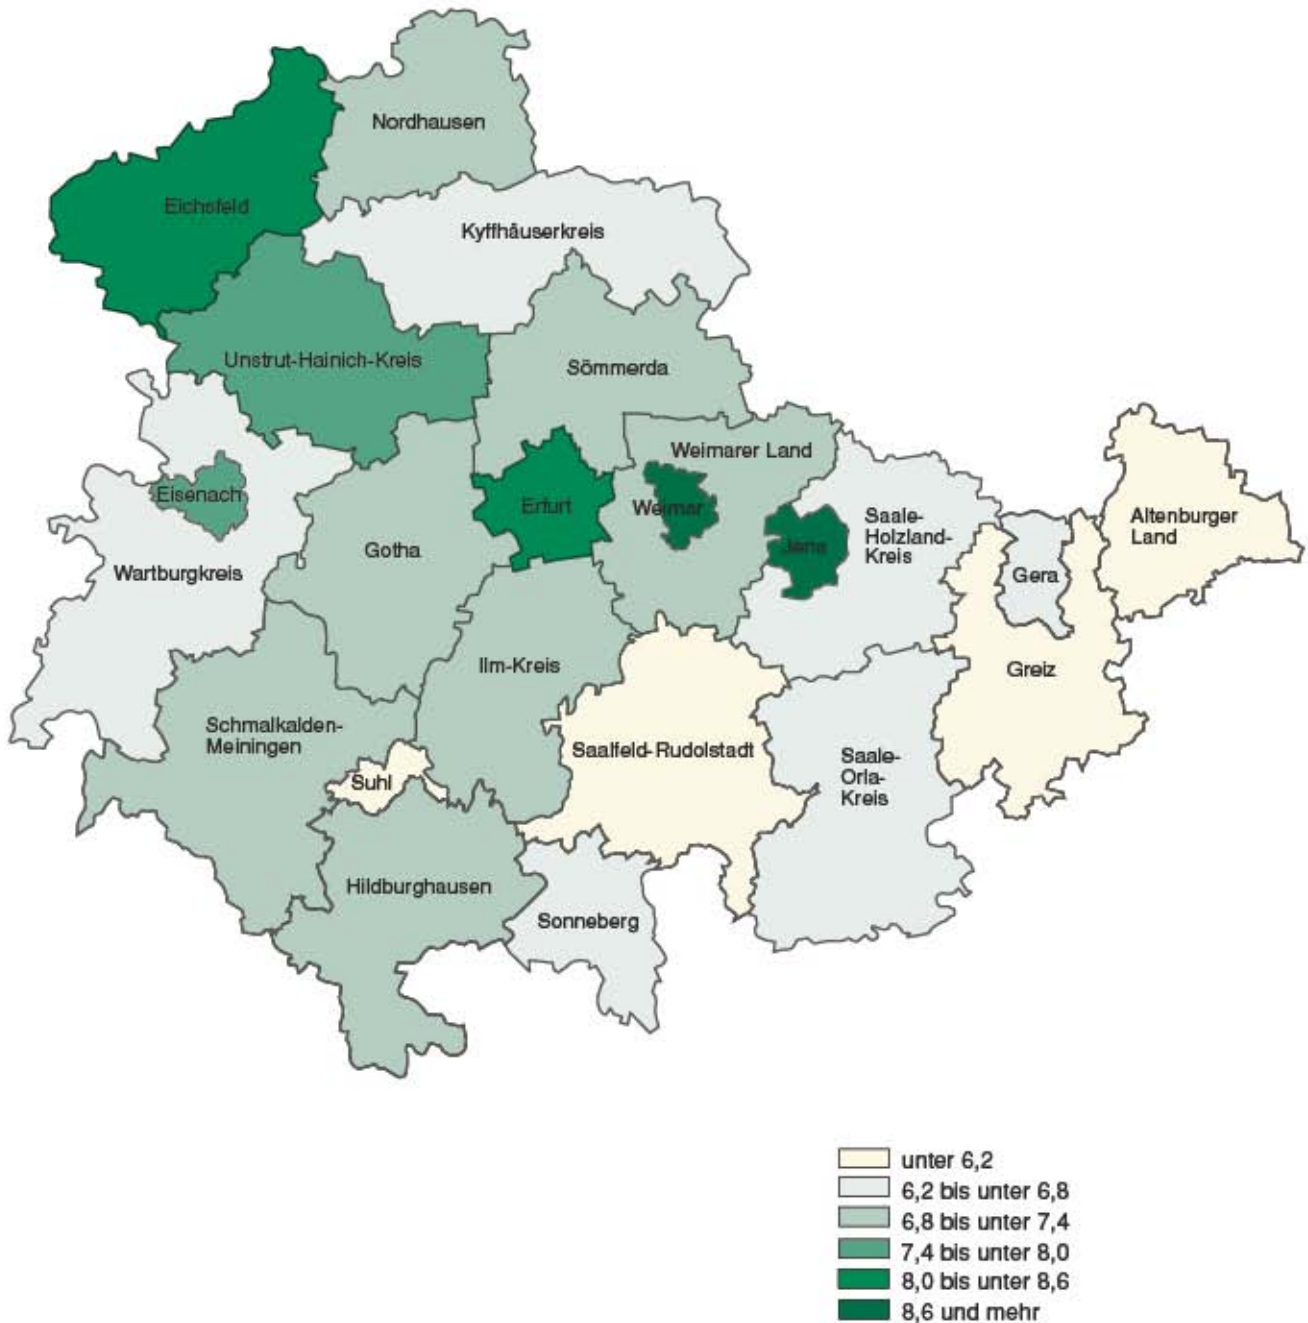 Nordhausen
Eichsfeld
Kyffhäuserkreis
Unstrut-Hainich-Kreis
Sömmerda
Weimarer Land
Eisenach
Erfurt
Weimar
Saale-
Holzland-
Kreis
Altenburger
Land
Gotha
Jena
Wartburgkreis
Gera
Ilm-Kreis
Greiz
Schmalkalden-
Meiningen
Saalfeld-Rudolstadt
Suhl
Saale-
Orla-
Kreis
Hildburghausen
Sonneberg
unter 6,2
6,2 bis unter 6,8
6,8 bis unter 7,4
7,4 bis unter 8,0
8,0 bis unter 8,6
8,6 und mehr